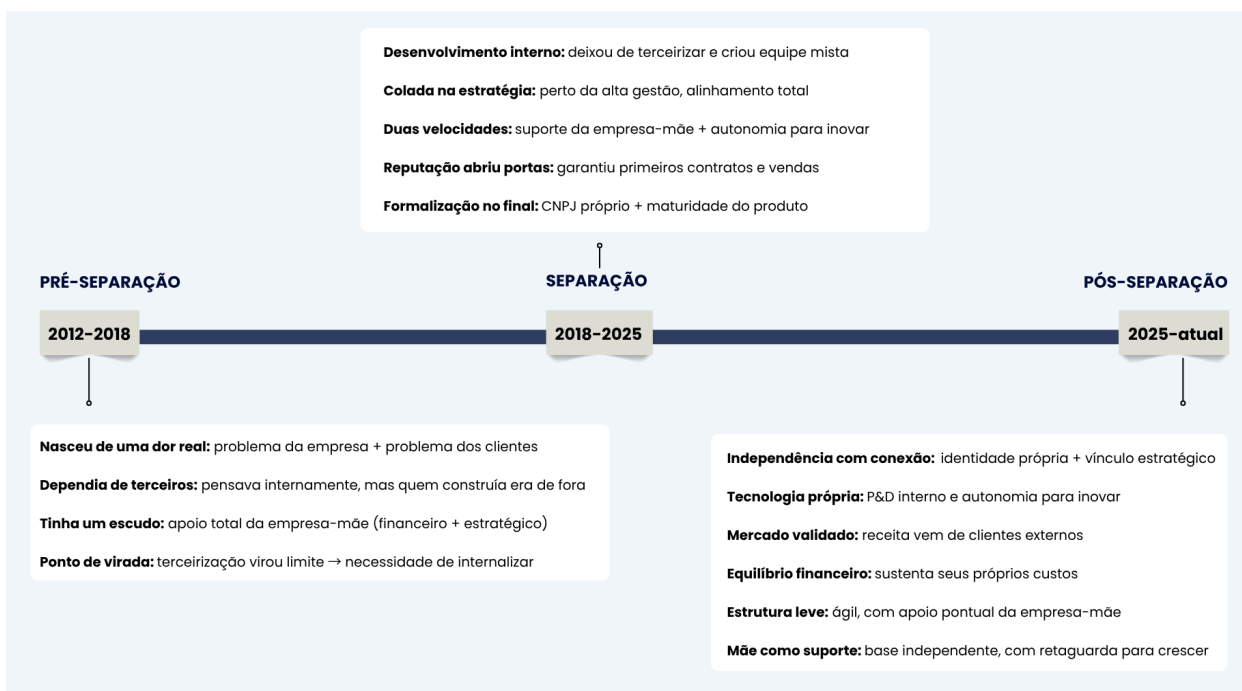 Desenvolvimento interno: deixou de terceirizar e criou equipe mista
Colada na estratégia: perto da alta gestão, alinhamento total
Duas velocidades: suporte da empresa-mãe + autonomia para inovar
Reputação abriu portas: garantiu primeiros contratos e vendas
Formalização no final: CNPJ próprio + maturidade do produto
PRÉ-SEPARAÇÃO
SEPARAÇÃO
PÓS-SEPARAÇÃO
2012-2018
2018-2025
2025-atual
Nasceu de uma dor real: problema da empresa + problema dos clientes
Dependia de terceiros: pensava internamente, mas quem construía era de fora
Tinha um escudo: apoio total da empresa-mãe (financeiro + estratégico)
Ponto de virada: terceirização virou limite → necessidade de internalizar
Independência com conexão: identidade própria + vínculo estratégico
Tecnologia própria: P&D interno e autonomia para inovar
Mercado validado: receita vem de clientes externos
Equilíbrio financeiro: sustenta seus próprios custos
Estrutura leve: ágil, com apoio pontual da empresa-mãe
Mãe como suporte: base independente, com retaguarda para crescer